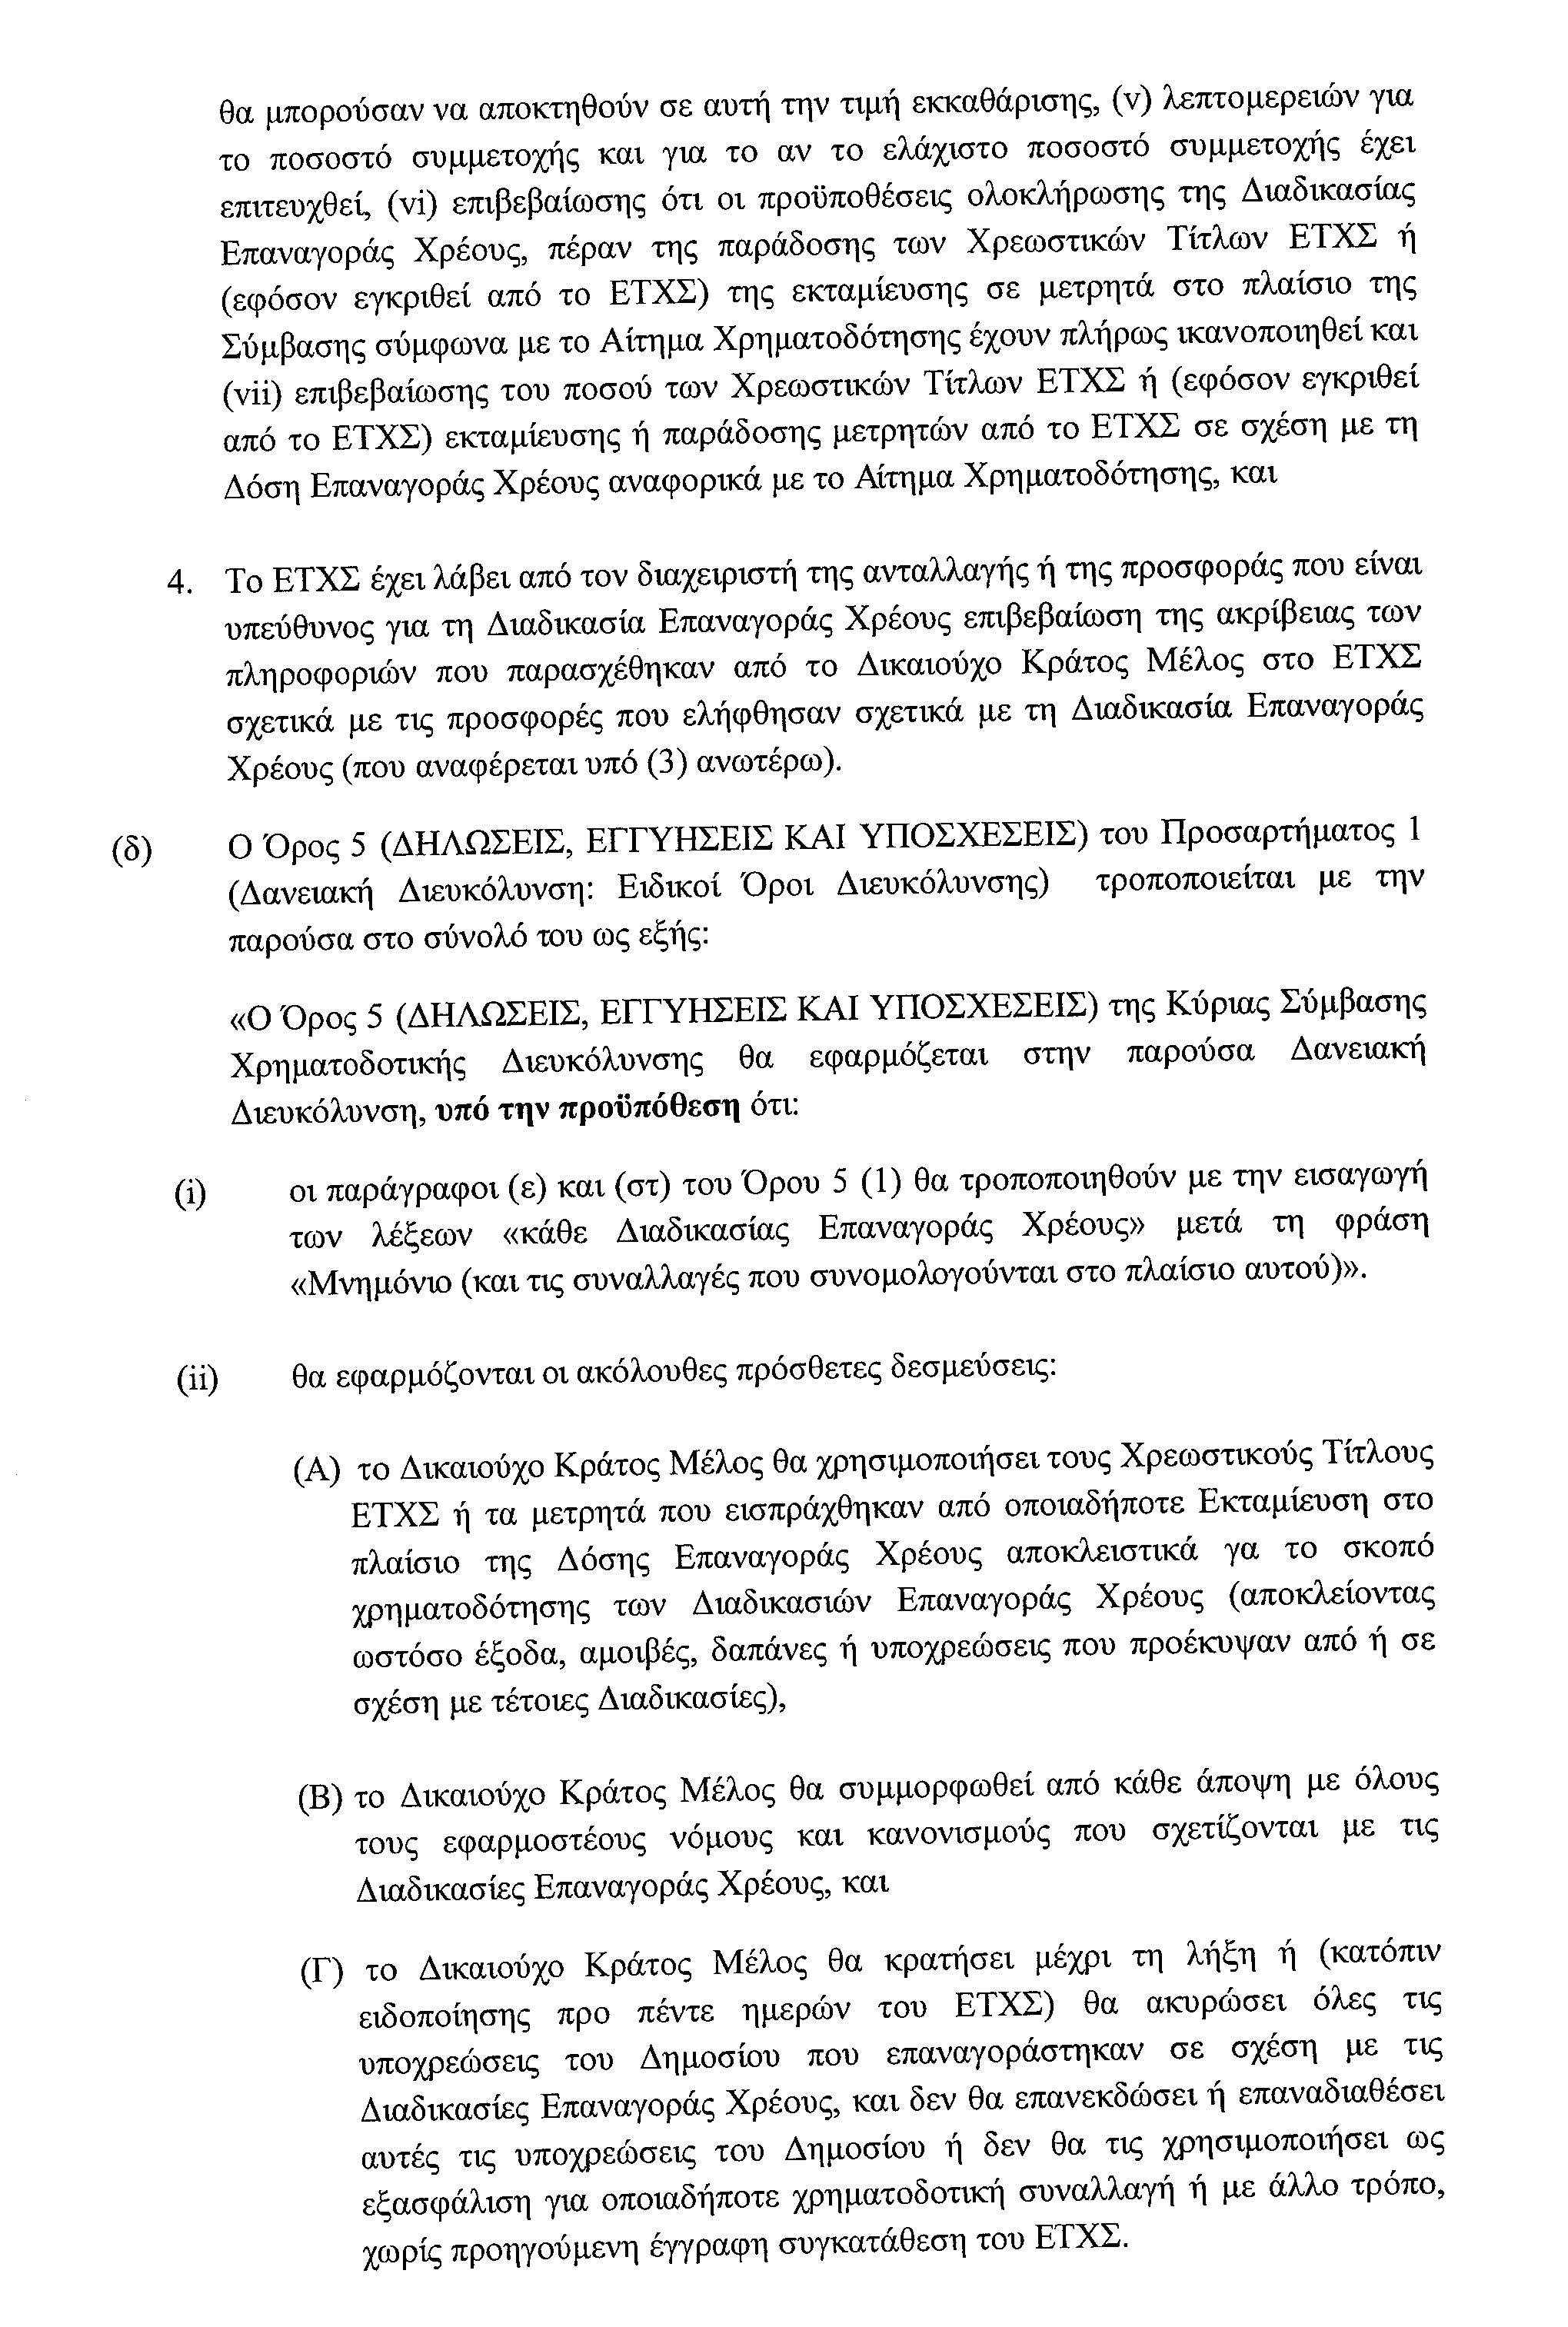 θα μπορούσαν να αποκτηθούν σε αυτή την τιμή εκκαθάρισης, (v) λεπτομερειών για
το ποσοστό συμμετοχής και για το αν το ελάχιστο ποσοστό συμμετοχής έχει
επιτευχθεί, (vi) επιβεβαίωσης ότι οι προϋποθέσεις ολοκλήρωσης της Διαδικασίας
Επαναγοράς Χρέους, πέραν της παράδοσης των Χρεωστικών Τίτλων ΕΤΧΣ ή
(εφόσον εγκριθεί από το ΕΤΧΣ) της εκταμίευσης σε μετρητά στο πλαίσιο της
Σύμβασης σύμφωνα με το Αίτημα Χρηματοδότησης έχουν πλήρως ικανοποιηθεί και
(vii) επιβεβαίωσης του ποσού των Χρεωστικών Τίτλων ΕΤΧΣ ή (εφόσον εγκριθεί
από το ΕΤΧΣ) εκταμίευσης ή παράδοσης μετρητών από το ΕΤΧΣ σε σχέση με τη
Δόση Επαναγοράς Χρέους αναφορικά με το Αίτημα Χρηματοδότησης, και
4. Το ΕΤΧΣ έχει λάβει από τον διαχειριστή της ανταλλαγής ή της προσφοράς που είναι
υπεύθυνος για τη Διαδικασία Επαναγοράς Χρέους επιβεβαίωση της ακρίβειας των
πληροφοριών που παρασχέθηκαν από το Δικαιούχο Κράτος Μέλος στο ΕΤΧΣ
σχετικά με τις προσφορές που ελήφθησαν σχετικά με τη Διαδικασία Επαναγοράς
Χρέους (που αναφέρεται υπό (3) ανωτέρω).
(δ) Ο Όρος 5 (ΔΗΛΩΣΕΙΣ, ΕΓΓΥΗΣΕΙΣ ΚΑΙ ΥΠΟΣΧΕΣΕΙΣ) του Προσαρτήματος 1
(Δανειακή Διευκόλυνση: Ειδικοί Όροι Διευκόλυνσης) τροποποιείται με την
παρούσα στο σύνολό του ως εξής:
«Ο Όρος 5 (ΔΗΛΩΣΕΙΣ, ΕΓΓΥΗΣΕΙΣ ΚΑΙ ΥΠΟΣΧΕΣΕΙΣ) της Κύριας Σύμβασης
Χρηματοδοτικής Διευκόλυνσης θα εφαρμόζεται στην παρούσα Δανειακή
Διευκόλυνση, υπό την προϋπόθεση ότι:
(i) οι παράγραφοι (ε) και (στ) του Όρου 5 (1) θα τροποποιηθούν με την εισαγωγή
των λέξεων «κάθε Διαδικασίας Επαναγοράς Χρέους» μετά τη φράση
«Μνημόνιο (και τις συναλλαγές που συνομολογούνται στο πλαίσιο αυτού)».
(ii) θα εφαρμόζονται οι ακόλουθες πρόσθετες δεσμεύσεις:
(Α) το Δικαιούχο Κράτος Μέλος θα χρησιμοποιήσει τους Χρεωστικούς Τίτλους
ΕΤΧΣ ή τα μετρητά που εισπράχθηκαν από οποιαδήποτε Εκταμίευση στο
πλαίσιο της Δόσης Επαναγοράς Χρέους αποκλειστικά γα το σκοπό
χρηματοδότησης των Διαδικασιών Επαναγοράς Χρέους (αποκλείοντας
ωστόσο έξοδα, αμοιβές, δαπάνες ή υποχρεώσεις που προέκυψαν από ή σε
σχέση με τέτοιες Διαδικασίες),
(Β) το Δικαιούχο Κράτος Μέλος θα συμμορφωθεί από κάθε άποψη με όλους
τους εφαρμοστέους νόμους και κανονισμούς που σχετίζονται με τις
Διαδικασίες Επαναγοράς Χρέους, και
(Γ) το Δικαιούχο Κράτος Μέλος θα κρατήσει μέχρι τη λήξη ή (κατόπιν
ειδοποίησης προ πέντε ημερών του ΕΤΧΣ) θα ακυρώσει όλες τις
υποχρεώσεις του Δημοσίου που επαναγοράστηκαν σε σχέση με τις
Διαδικασίες Επαναγοράς Χρέους, και δεν θα επανεκδώσει ή επαναδιαθέσει
αυτές τις υποχρεώσεις του Δημοσίου ή δεν θα τις χρησιμοποιήσει ως
εξασφάλιση για οποιαδήποτε χρηματοδοτική συναλλαγή ή με άλλο τρόπο,
χωρίς προηγούμενη έγγραφη συγκατάθεση του ΕΤΧΣ.